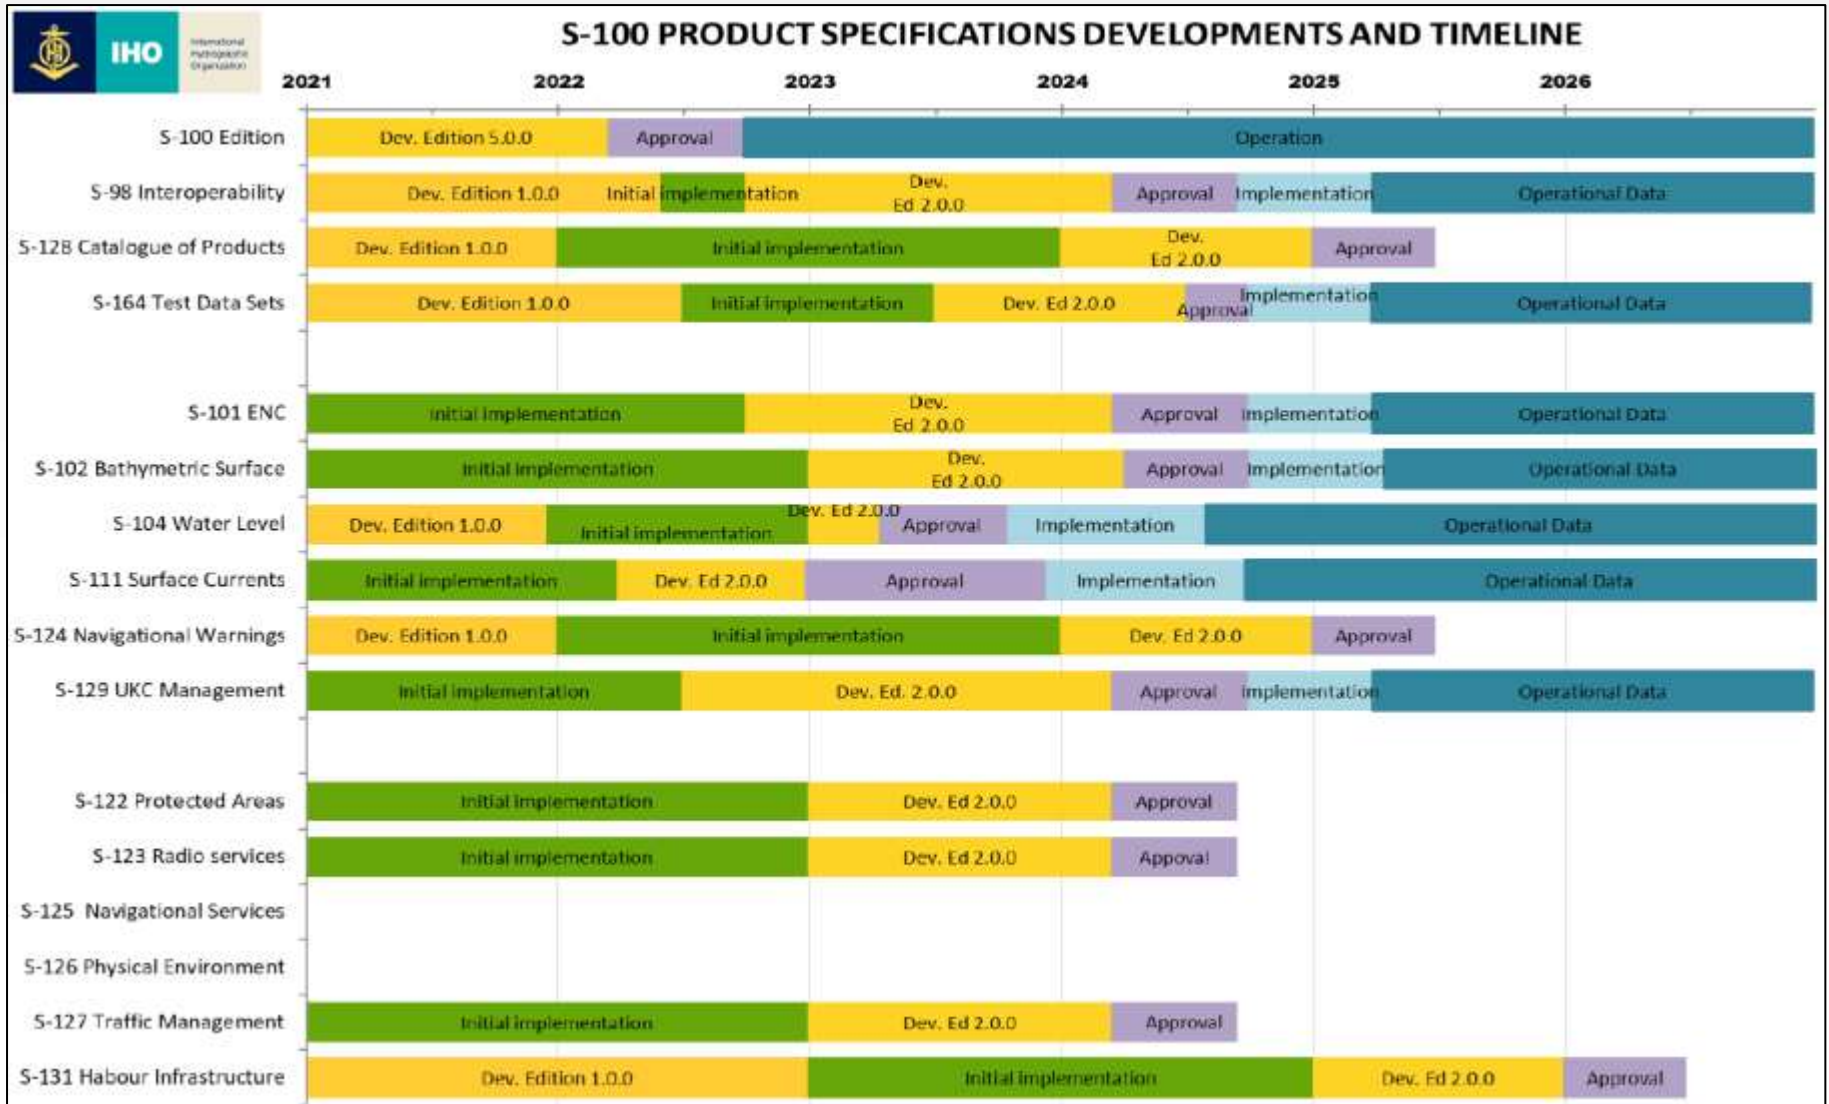 IHO
International
Hydrographic
Organization
S-100 PRODUCT SPECIFICATIONS DEVELOPMENTS AND TIMELINE
2021 2022 2023 2024 2025 2026
S-100 Edition Dev. Edition 5.0.0 Approval Operation
S-98 Interoperability Dev. Edition 1.0.0 Initial implementation Dev. Ed 2.0.0 Approval Implementation Operational Data
S-128 Catalogue of Products Dev. Edition 1.0.0 Initial implementation Dev. Ed 2.0.0 Approval
S-164 Test Data Sets Dev. Edition 1.0.0 Initial implementation Dev. Ed 2.0.0 Approval Implementation Operational Data
S-101 ENC Initial implementation Dev. Ed 2.0.0 Approval Implementation Operational Data
S-102 Bathymetric Surface Initial implementation Dev. Ed 2.0.0 Approval Implementation Operational Data
S-104 Water Level Dev. Edition 1.0.0 Initial implementation Dev. Ed 2.0.0 Approval Implementation Operational Data
S-111 Surface Currents Initial implementation Dev. Ed 2.0.0 Approval Implementation Operational Data
S-124 Navigational Warnings Dev. Edition 1.0.0 Initial implementation Dev. Ed 2.0.0 Approval
S-129 UKC Management Initial implementation Dev. Ed. 2.0.0 Approval Implementation Operational Data
S-122 Protected Areas Initial implementation Dev. Ed 2.0.0 Approval
S-123 Radio services Initial implementation Dev. Ed 2.0.0 Appoval
S-125 Navigational Services
S-126 Physical Environment
S-127 Traffic Management Initial implementation Dev. Ed 2.0.0 Approval
S-131 Habour Infrastructure Dev. Edition 1.0.0 Initial implementation Dev. Ed 2.0.0 Approval